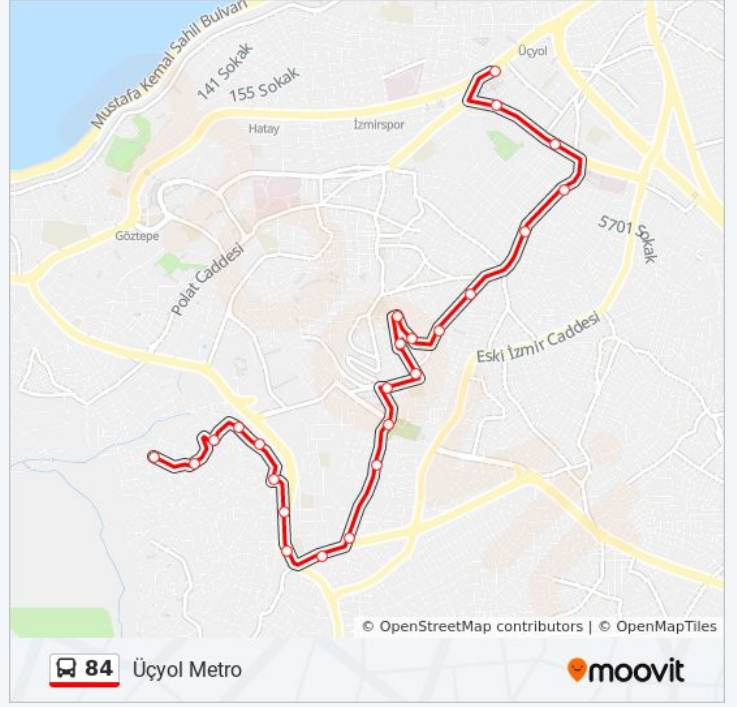 Mustafa Kemal Sahil Bulvarı
141 Sokak
155 Sokak
Üçyol
Hatay
İzmirspor
Göztepe
Polat Caddesi
5701 Sokak
Eski İzmir Caddesi
© OpenStreetMap contributors | © OpenMapTiles
84 Üçyol Metro
moovit